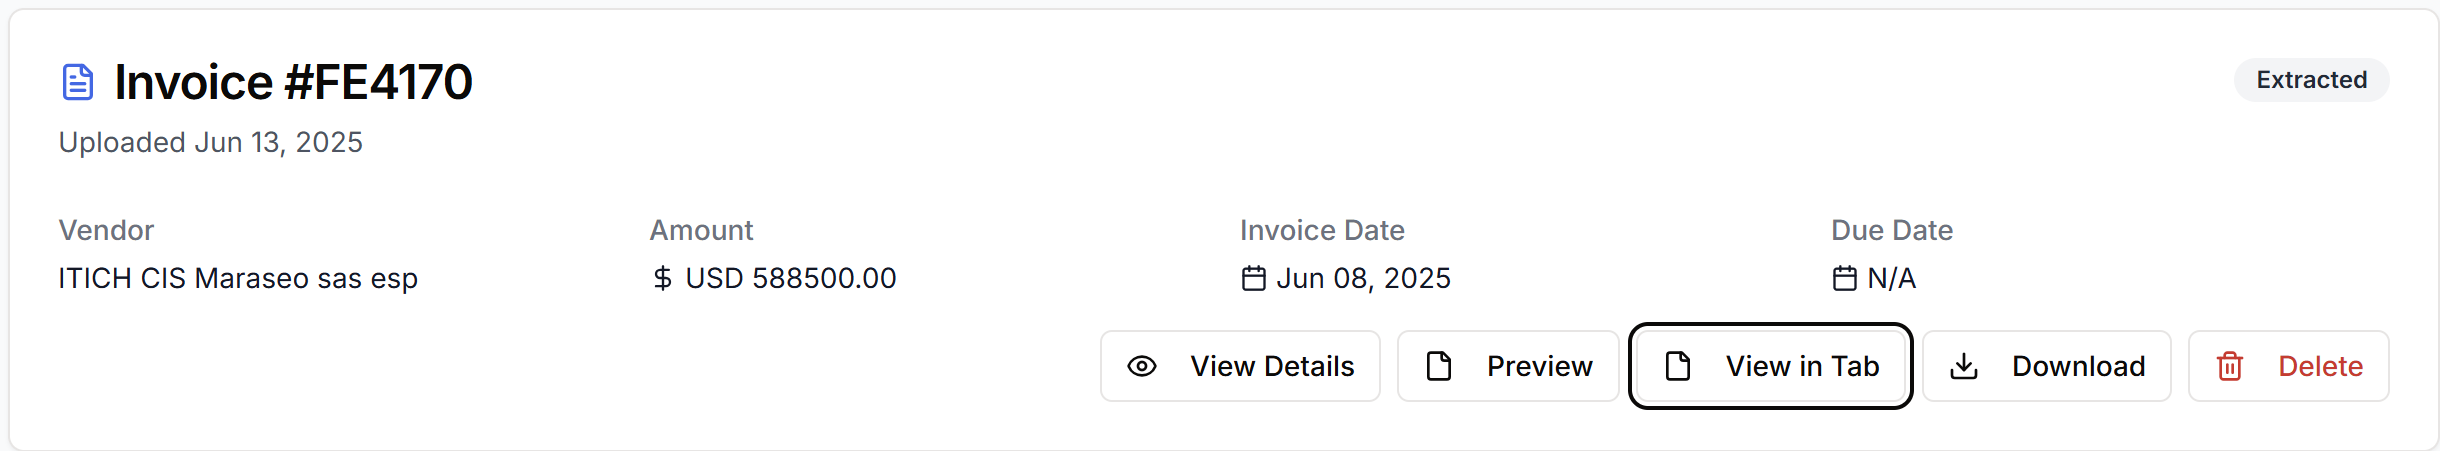 Invoice #FE4170
Extracted
Uploaded Jun 13, 2025
Vendor
Amount
Invoice Date
Due Date
ITICH CIS Maraseo sas esp
$ USD 588500.00
Jun 08, 2025
N/A
View Details
Preview
View in Tab
Download
Delete